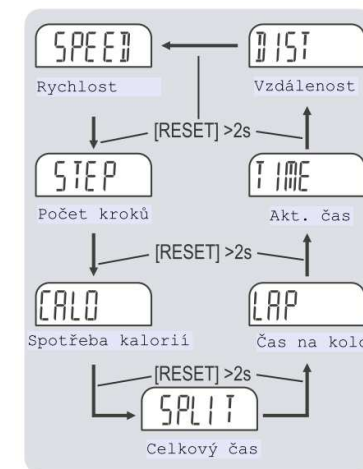 SPEED DIST
Rychlost Vzdálenost
[RESET] >2s
STEP TIME
Počet kroků Akt. čas
[RESET] >2s
CALO LAP
Spotřeba kalorií Čas na kolo
[RESET] >2s
SPLIT
Celkový čas